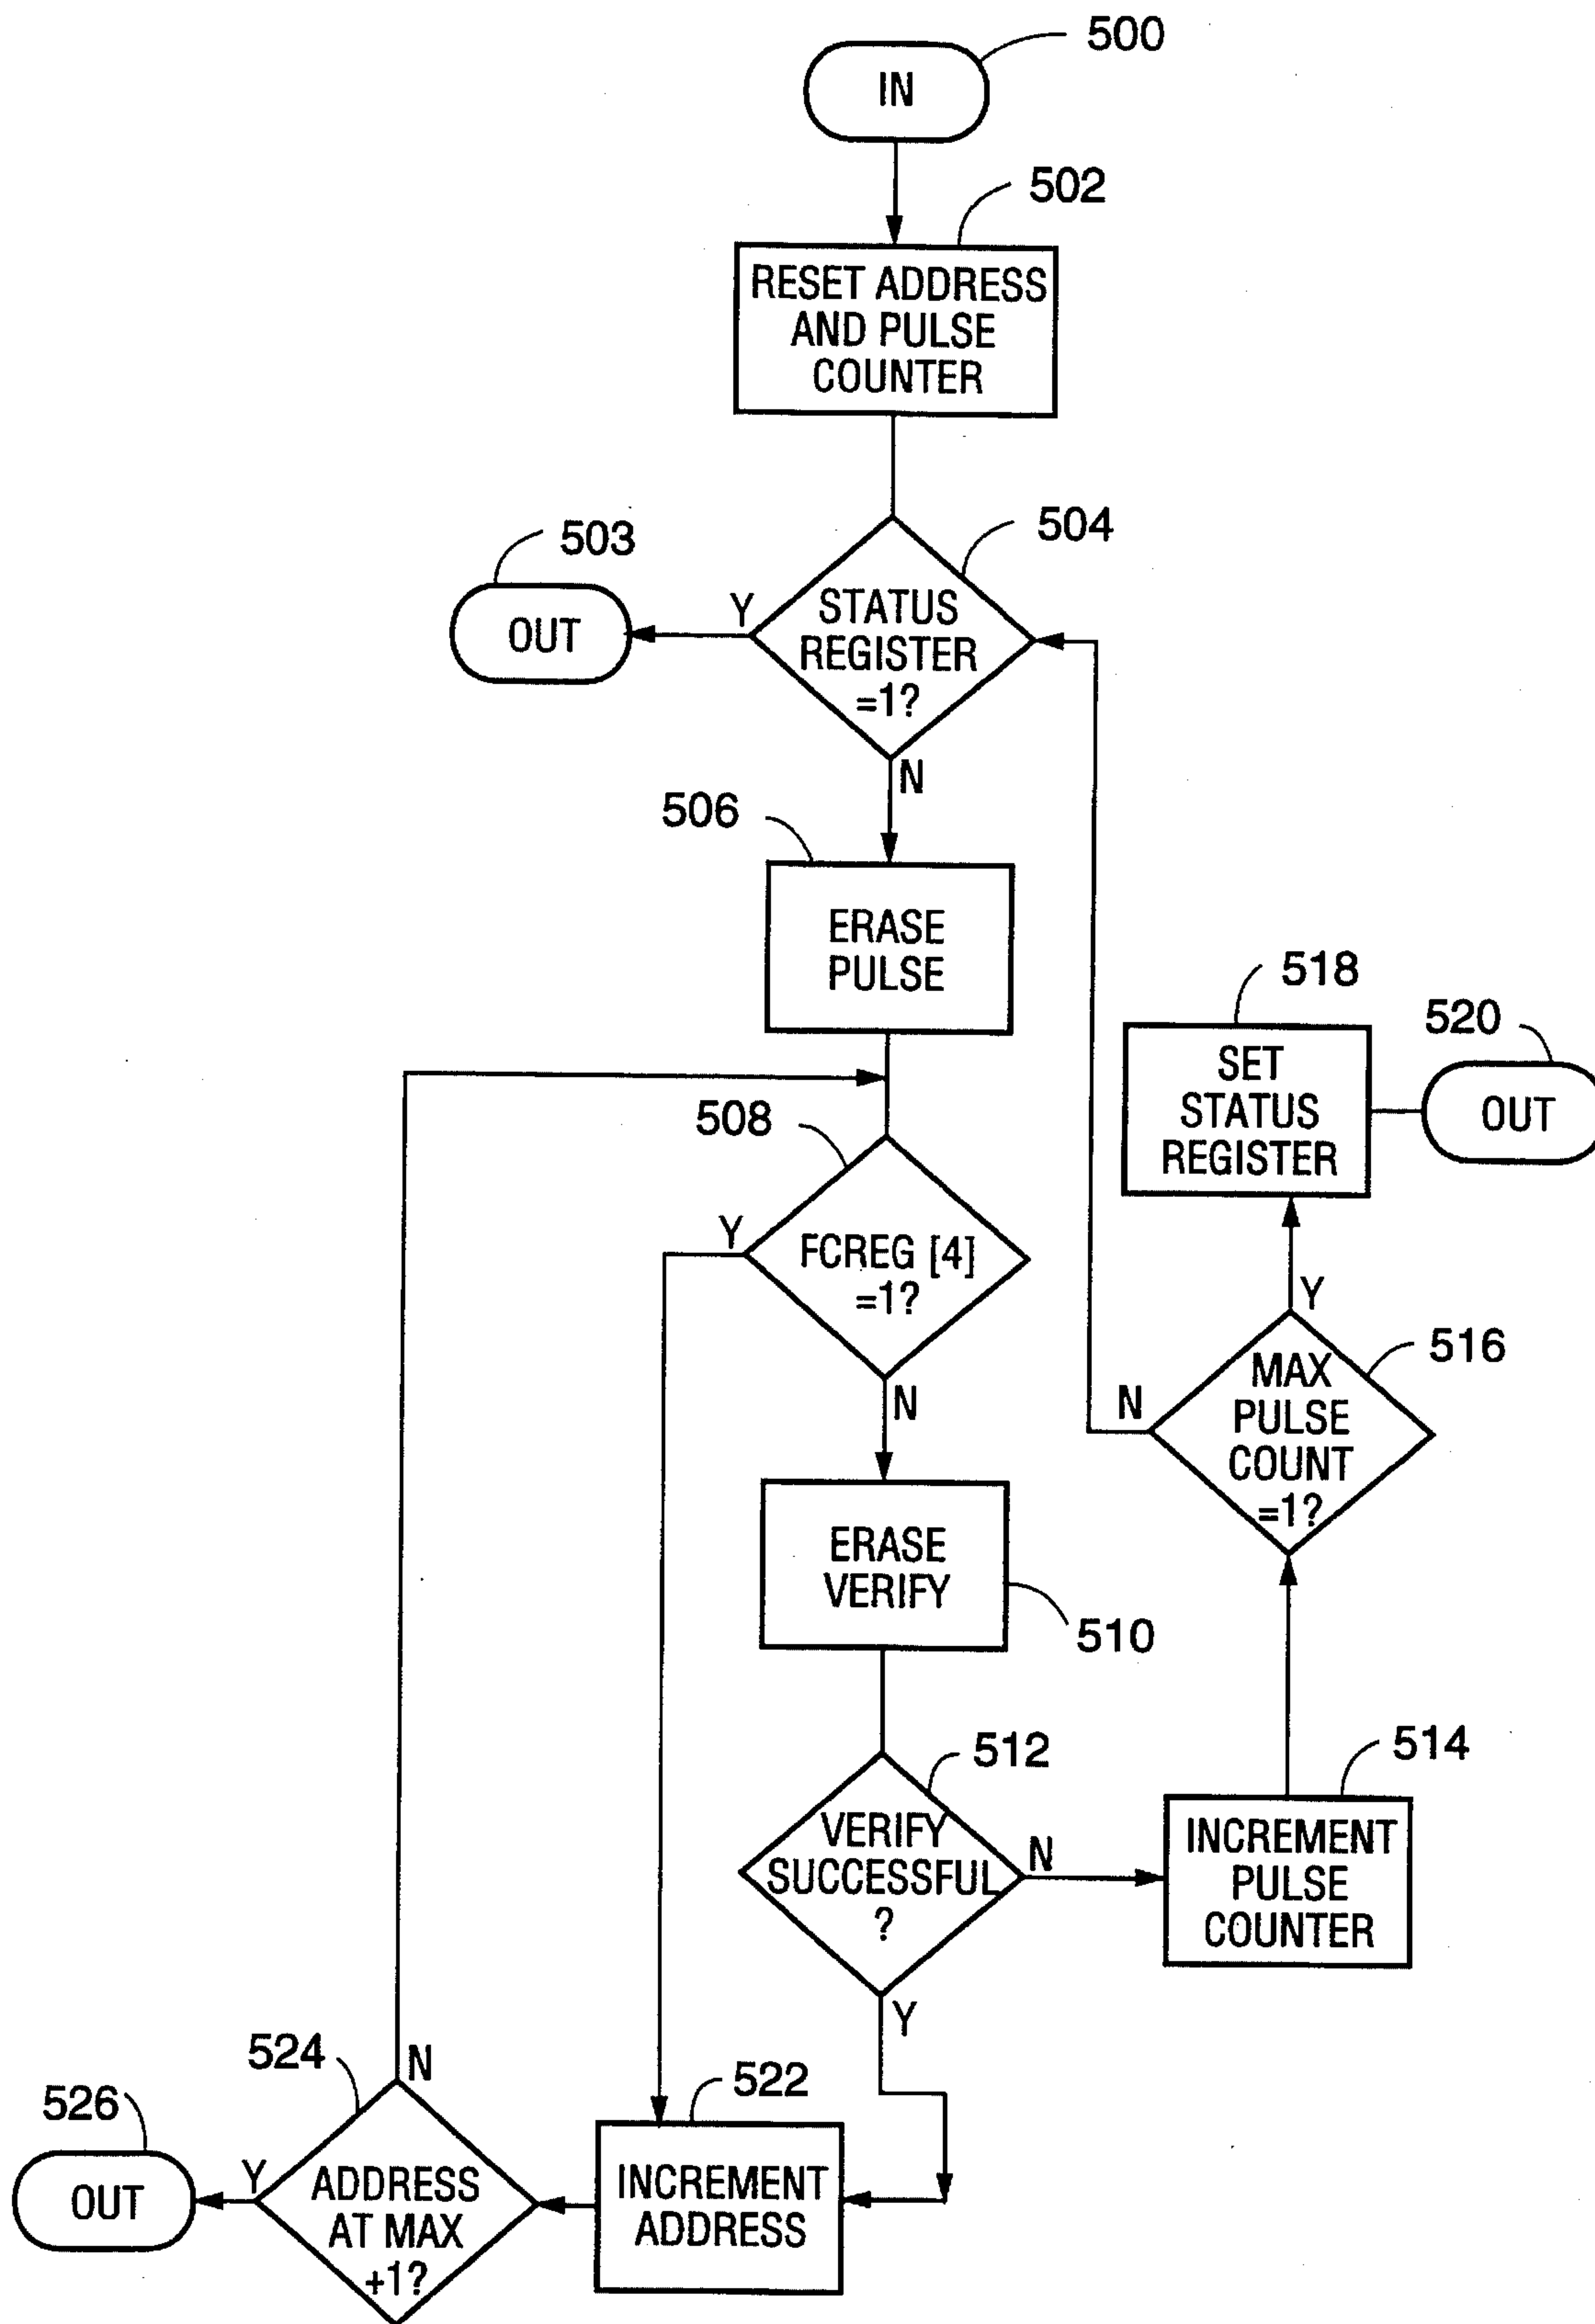 500
IN
502
RESET ADDRESS
AND PULSE
COUNTER
503
OUT
504
Y
STATUS
REGISTER
=1?
N
506
ERASE
PULSE
518
SET
STATUS
REGISTER
520
OUT
508
Y
FCREG [4]
=1?
N
Y
516
MAX
PULSE
COUNT
=1?
N
ERASE
VERIFY
510
512
VERIFY
SUCCESSFUL
?
N
Y
514
INCREMENT
PULSE
COUNTER
524
N
526
OUT
Y
ADDRESS
AT MAX
+1?
522
INCREMENT
ADDRESS